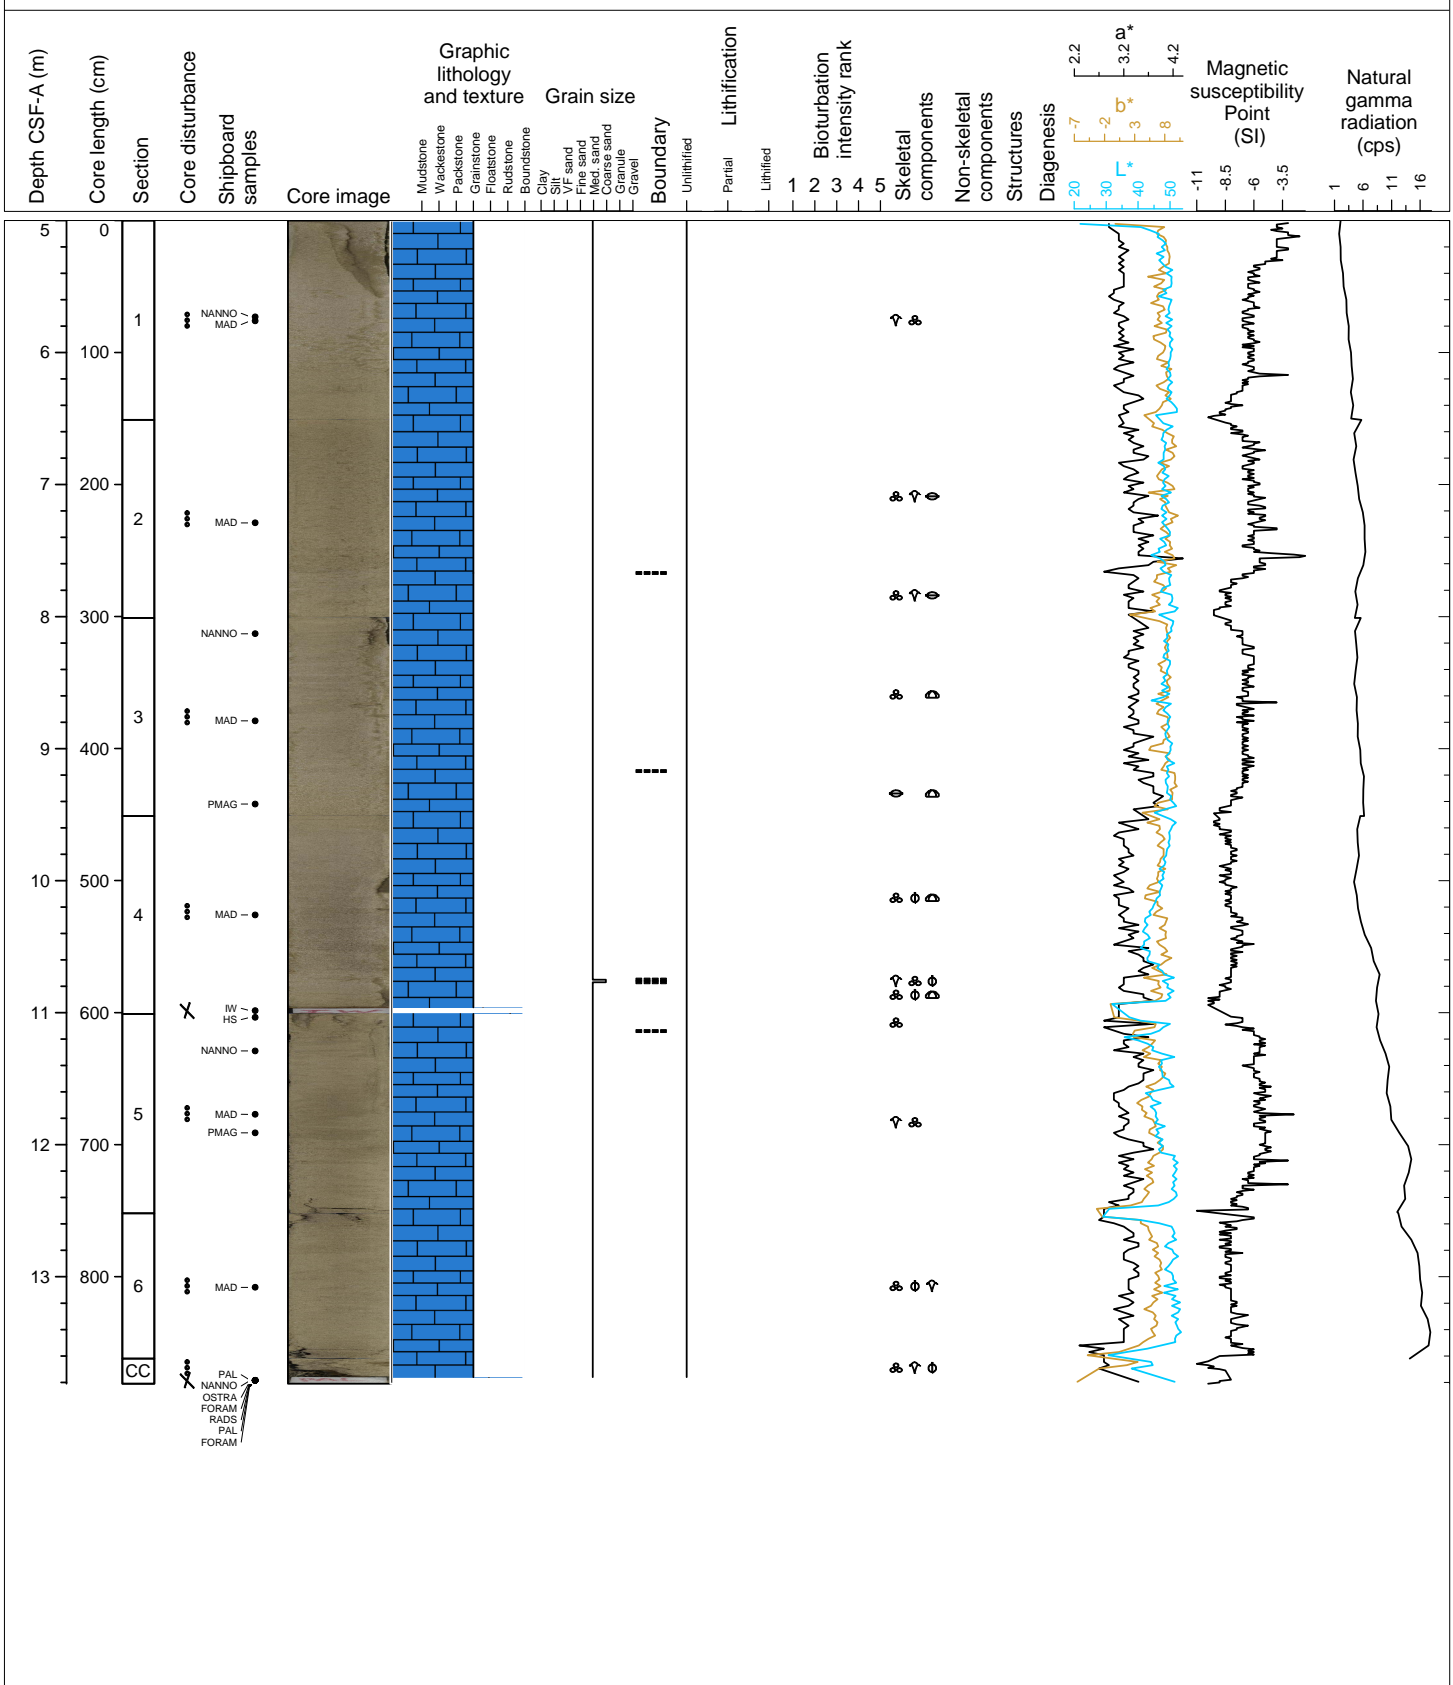 Depth CSF-A (m)
Core length (cm)
Section
Core disturbance
Shipboard
samples
Core image
Graphic
lithology
and texture
Mudstone
Wackestone
Packstone
Grainstone
Floatstone
Rudstone
Boundstone
Grain size
Clay
Silt
VF sand
Fine sand
Med. sand
Coarse sand
Granule
Gravel
Boundary
Lithification
Unlithified
Partial
Lithified
Bioturbation
intensity rank
1 2 3 4 5
Skeletal
components
Non-skeletal
components
Structures
Diagenesis
a*
2.2 3.2 4.2
b*
-7 -2 3 8
L*
20 30 40 50
Magnetic
susceptibility
Point
(SI)
-11 -8.5 -6 -3.5
Natural
gamma
radiation
(cps)
1 6 11 16
5 0
NANNO
1
MAD
6 100
7 200
2 MAD
8 300
NANNO
3 MAD
9 400
PMAG
10 500
4 MAD
IW
11 600
HS
NANNO
5 MAD
PMAG
12 700
13 800
6 MAD
CC
PAL
NANNO
OSTRA
FORAM
RADS
PAL
FORAM